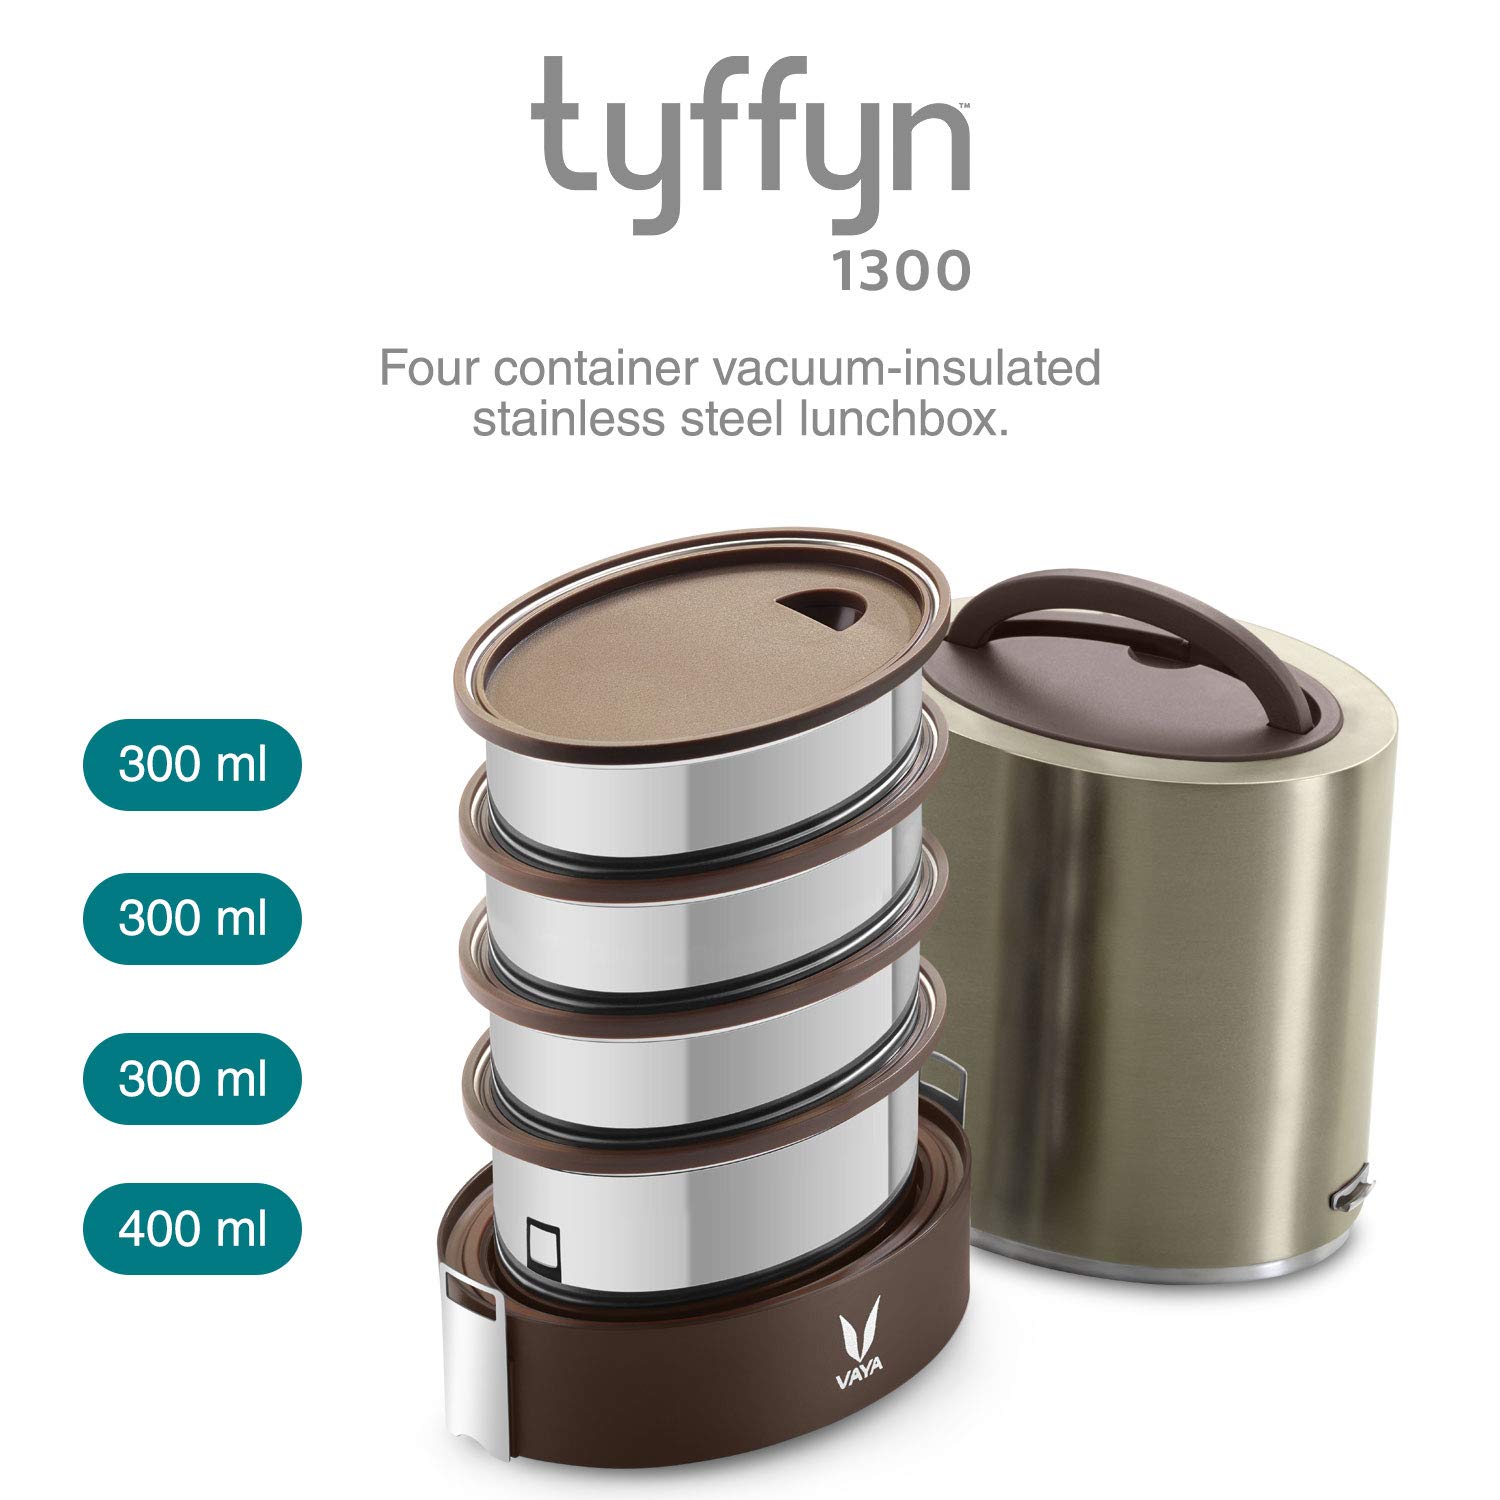 tyffyn™
1300
Four container vacuum-insulated
stainless steel lunchbox.
300 ml
300 ml
300 ml
400 ml
VAYA